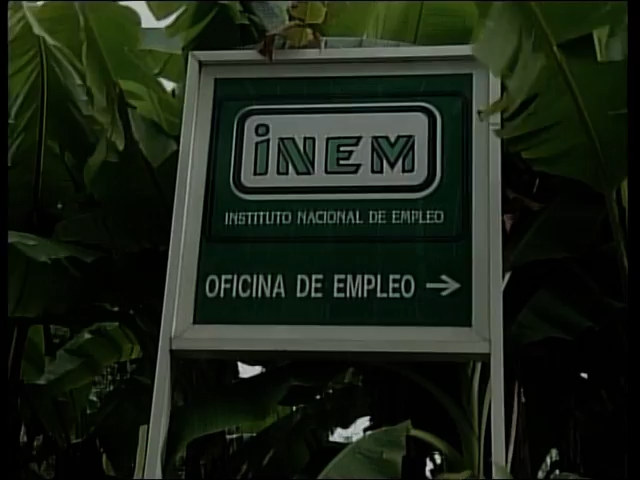 iNEM
INSTITUTO NACIONAL DE EMPLEO
OFICINA DE EMPLEO →